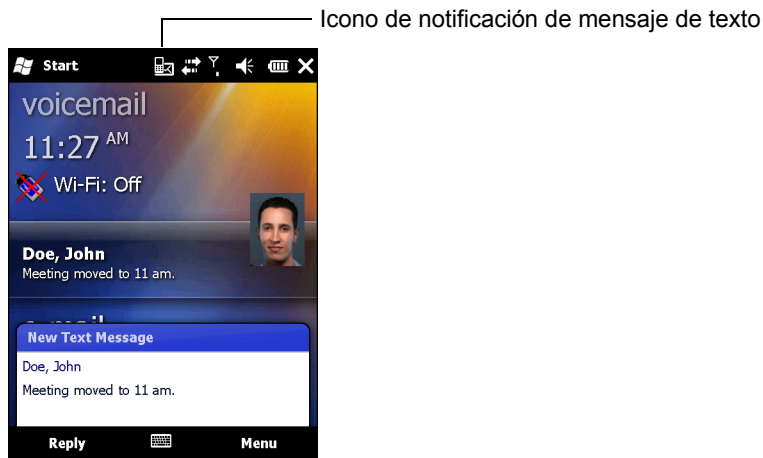 Icono de notificación de mensaje de texto
Start
voicemail
11:27 AM
Wi-Fi: Off
Doe, John
Meeting moved to 11 am.
e-mail
New Text Message
Doe, John
Meeting moved to 11 am.
Reply
Menu